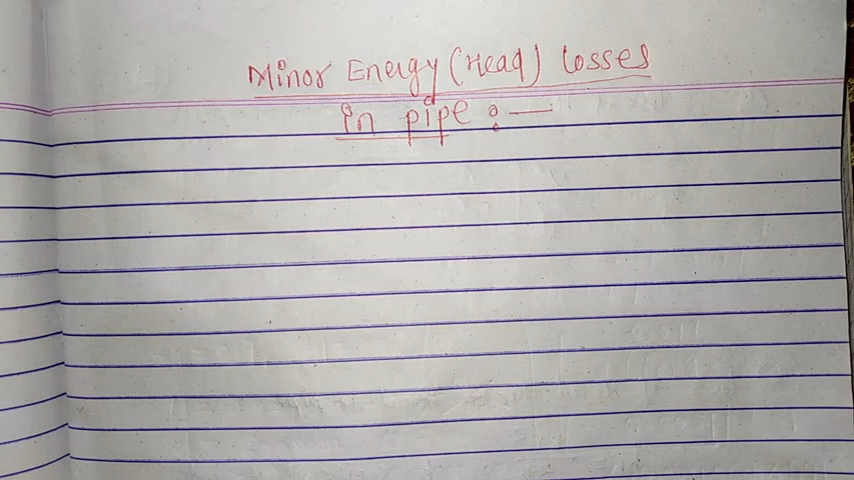 Minor Energy (Head) Losses
in pipe :—